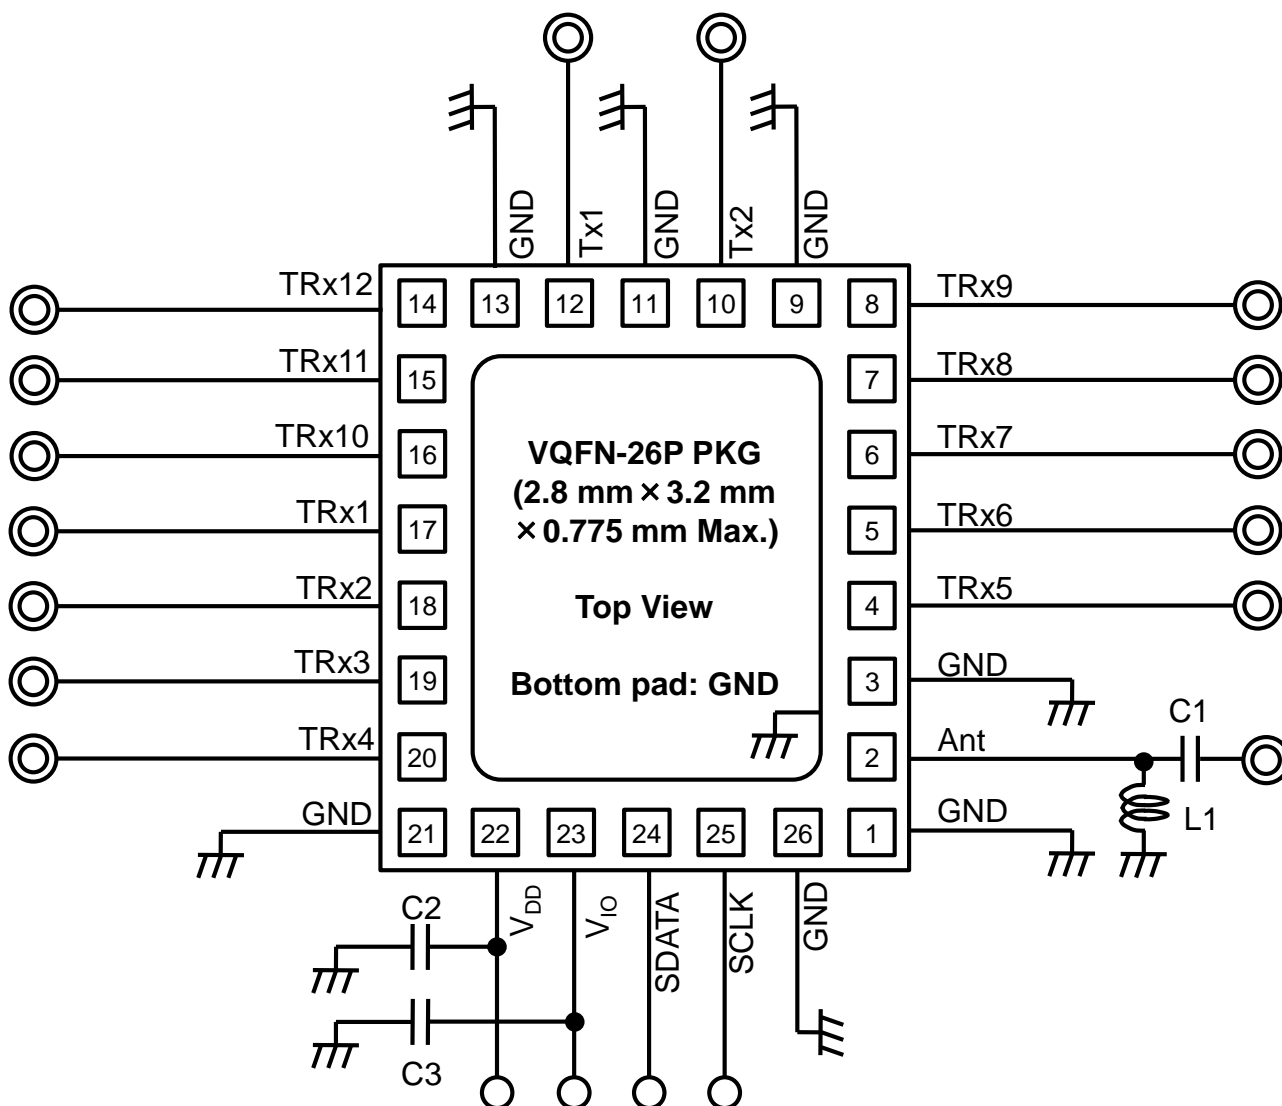 GND
Tx1
GND
Tx2
GND
TRx12
14
13
12
11
10
9
8
TRx9
TRx11
15
7
TRx8
TRx10
16
6
TRx7
TRx1
17
5
TRx6
TRx2
18
4
TRx5
TRx3
19
3
GND
TRx4
20
2
Ant
C1
L1
GND
21
22
23
24
25
26
1
GND
VQFN-26P PKG
(2.8 mm × 3.2 mm
× 0.775 mm Max.)
Top View
Bottom pad: GND
C2
VDD
VIO
SDATA
SCLK
GND
C3